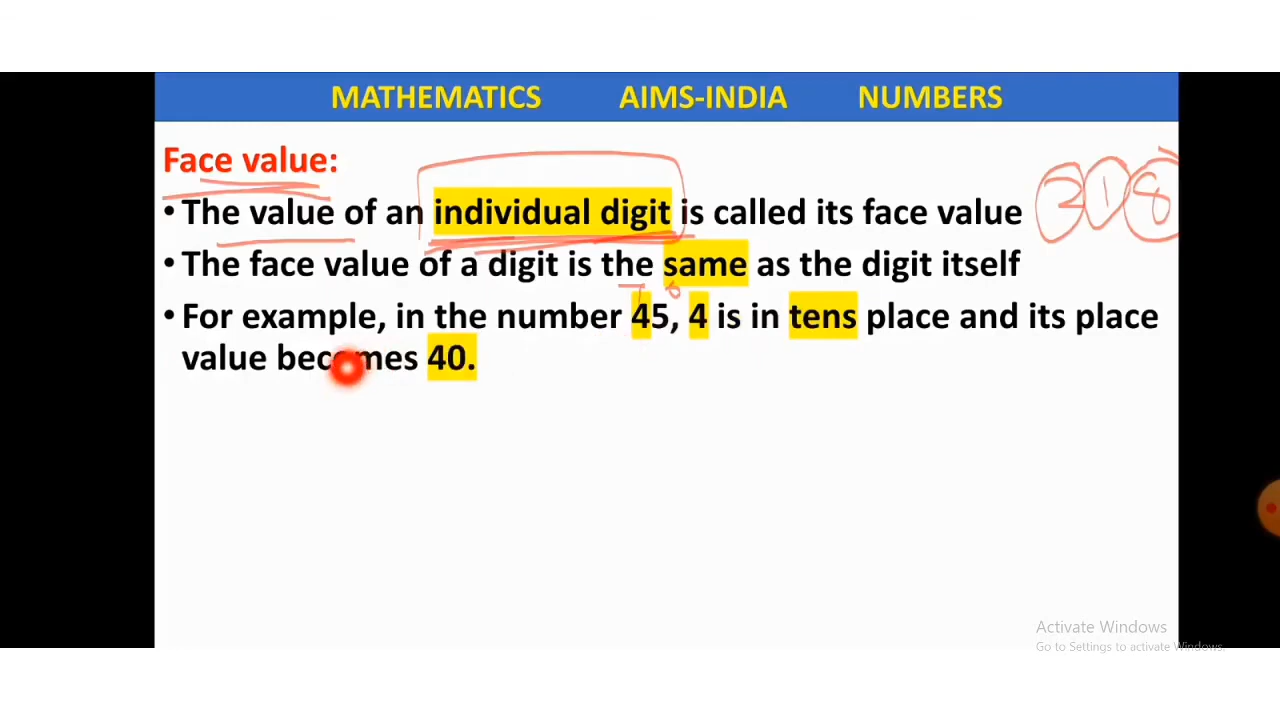 MATHEMATICS AIMS-INDIA NUMBERS
Face value:
• The value of an individual digit is called its face value
218
• The face value of a digit is the same as the digit itself
• For example, in the number 45, 4 is in tens place and its place
value becomes 40.
Activate Windows
Go to Settings to activate Windows.